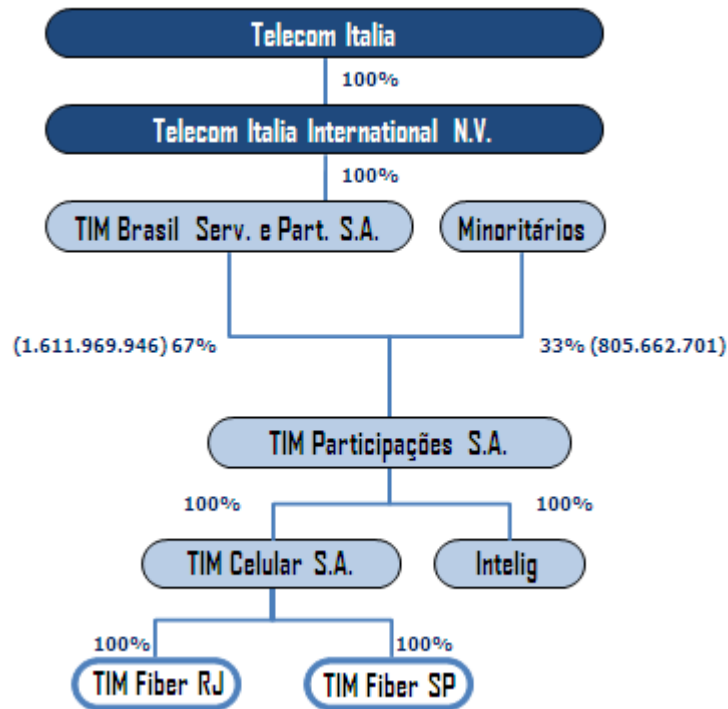 Telecom Italia
100%
Telecom Italia International N.V.
100%
TIM Brasil Serv. e Part. S.A.
Minoritários
(1.611.969.946) 67%
33% (805.662.701)
TIM Participações S.A.
100%
100%
TIM Celular S.A.
Intelig
100%
100%
TIM Fiber RJ
TIM Fiber SP